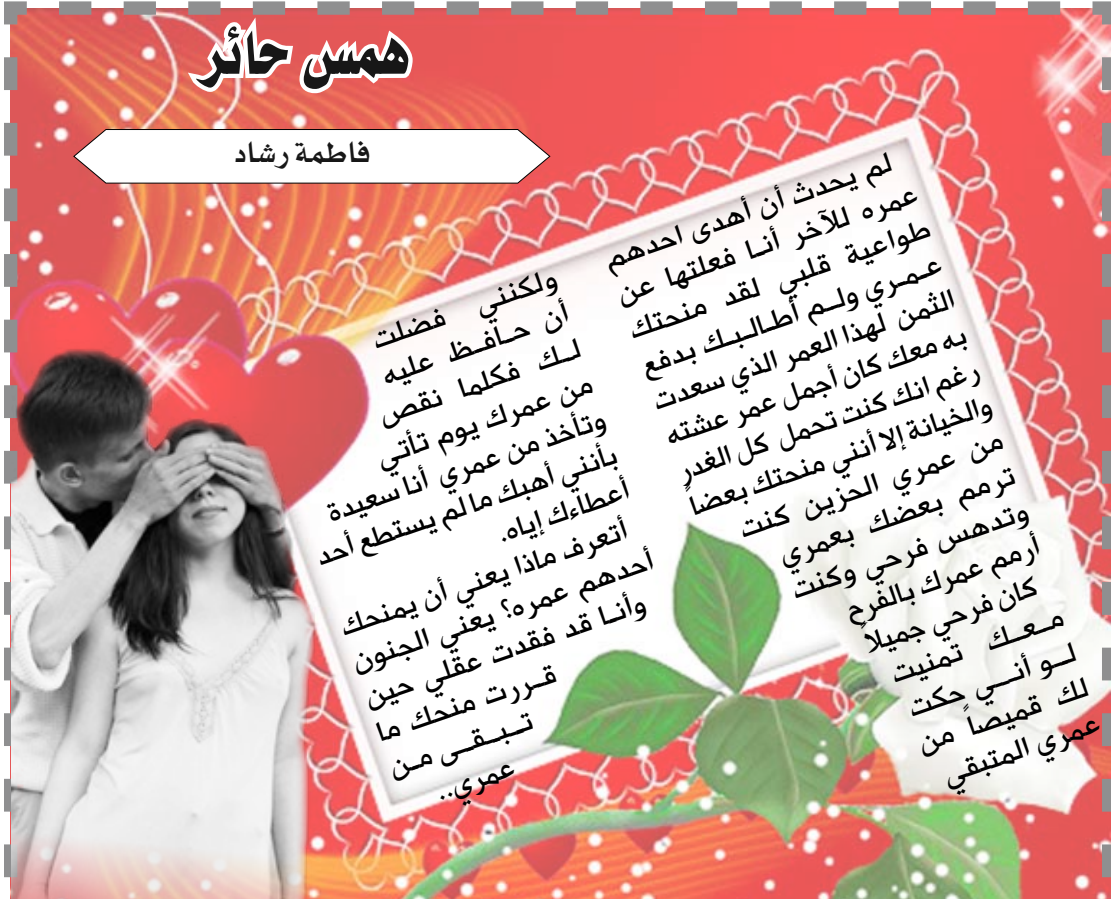 همس حائر
فاطمة رشاد
لم يحدث أن أهدى احدهم
عمره للآخر أنا فعلتها عن
طواعية قلبي لقد منحتك
عمري ولم أطالبك بدفع
الثمن لهذا العمر الذي سعدت
به معك كان أجمل عمر عشته
رغم انك كنت تحمل كل الغدر
والخيانة إلا أنني منحتك بعضاً
من عمري الحزين كنت
ترمم بعضك بعمري
وتدهس فرحي وكنت
أرمم عمرك بالفرح
كان فرحي جميلاً
معك تمنيت
لو أنني حكت
لك قميصاً من
عمري المتبقي
ولكنني فضلت
أن حافظ عليه
لك فكلما نقص
من عمرك يوم تأتي
وتأخذ من عمري أنا سعيدة
بأنني أهبك ما لم يستطع أحد
أعطاءك إياه.
أتعرف ماذا يعني أن يمنحك
أحدهم عمره؟ يعني الجنون
وأنا قد فقدت عقلي حين
قررت منحك ما
تبقى من
عمري..